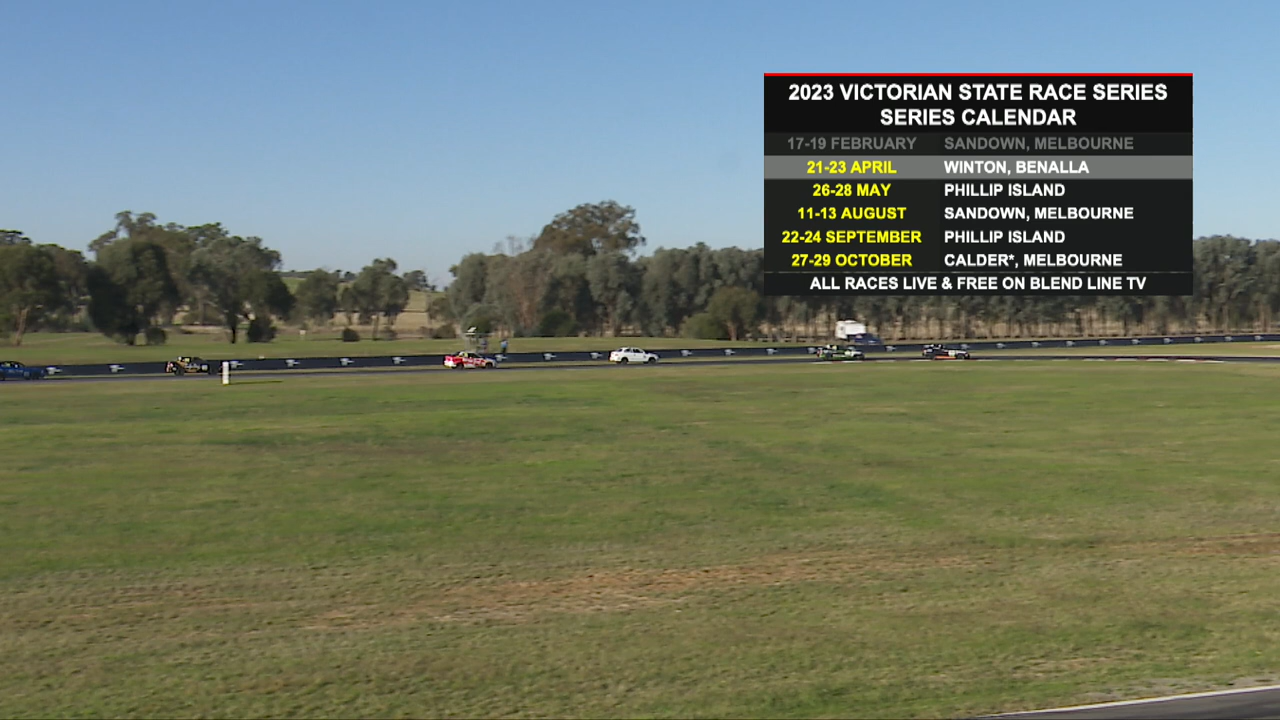 2023 VICTORIAN STATE RACE SERIES
SERIES CALENDAR
17-19 FEBRUARY SANDOWN, MELBOURNE
21-23 APRIL WINTON, BENALLA
26-28 MAY PHILLIP ISLAND
11-13 AUGUST SANDOWN, MELBOURNE
22-24 SEPTEMBER PHILLIP ISLAND
27-29 OCTOBER CALDER*, MELBOURNE
ALL RACES LIVE & FREE ON BLEND LINE TV